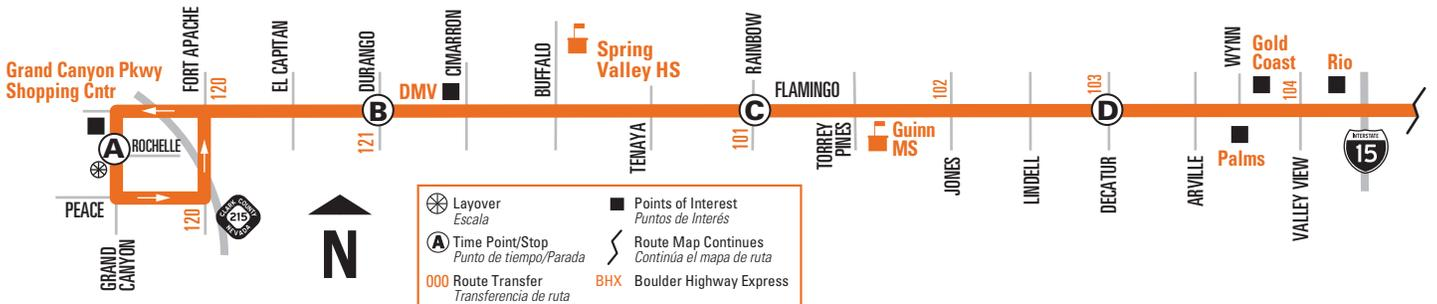 Grand Canyon Pkwy
Shopping Cntr
FORT APACHE
120
EL CAPITAN
DURANGO
B
121
DMV
CIMARRON
BUFFALO
Spring
Valley HS
TENAYA
RAINBOW
C
101
FLAMINGO
TORREY
PINES
Guinn
MS
102
JONES
LINDELL
103
D
DECATUR
ARVILLE
WYNN
Palms
Gold
Coast
104
VALLEY VIEW
Rio
INTERSTATE
15
A
ROCHELLE
PEACE
GRAND
CANYON
120
CLARK COUNTY
215
NEVADA
N
Layover
Escala
A
Time Point/Stop
Punto de tiempo/Parada
000
Route Transfer
Transferencia de ruta
Points of Interest
Puntos de Interés
Route Map Continues
Continúa el mapa de ruta
BHX
Boulder Highway Express